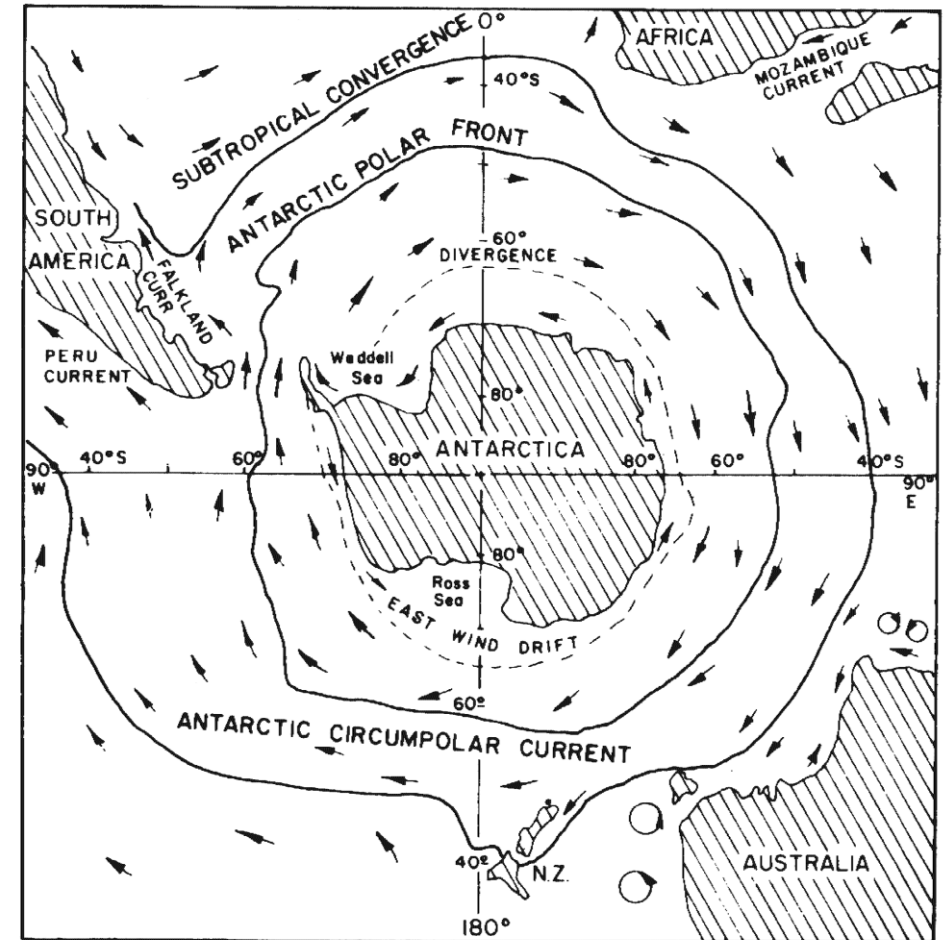 0°
AFRICA
MOZAMBIQUE
CURRENT
SUBTROPICAL CONVERGENCE
40°S
ANTARCTIC POLAR FRONT
SOUTH
AMERICA
FALKLAND
CURR
60°
DIVERGENCE
PERU
CURRENT
Weddell
Sea
80°
ANTARCTICA
90°
W
40°S
60°
80°
80°
60°
40°S
90°
E
80°
Ross
Sea
EAST WIND DRIFT
60º
ANTARCTIC CIRCUMPOLAR CURRENT
40º
N.Z.
AUSTRALIA
180°